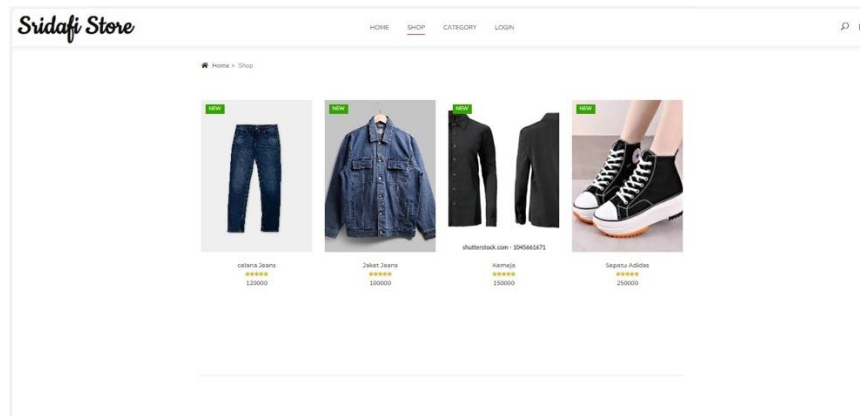 Sridafi Store
HOME SHOP CATEGORY LOGIN
Home > Shop
NEW NEW NEW NEW
shutterstock.com · 1045661671
celana Jeans Jaket Jeans Kemeja Sepatu Adidas
120000 100000 150000 250000